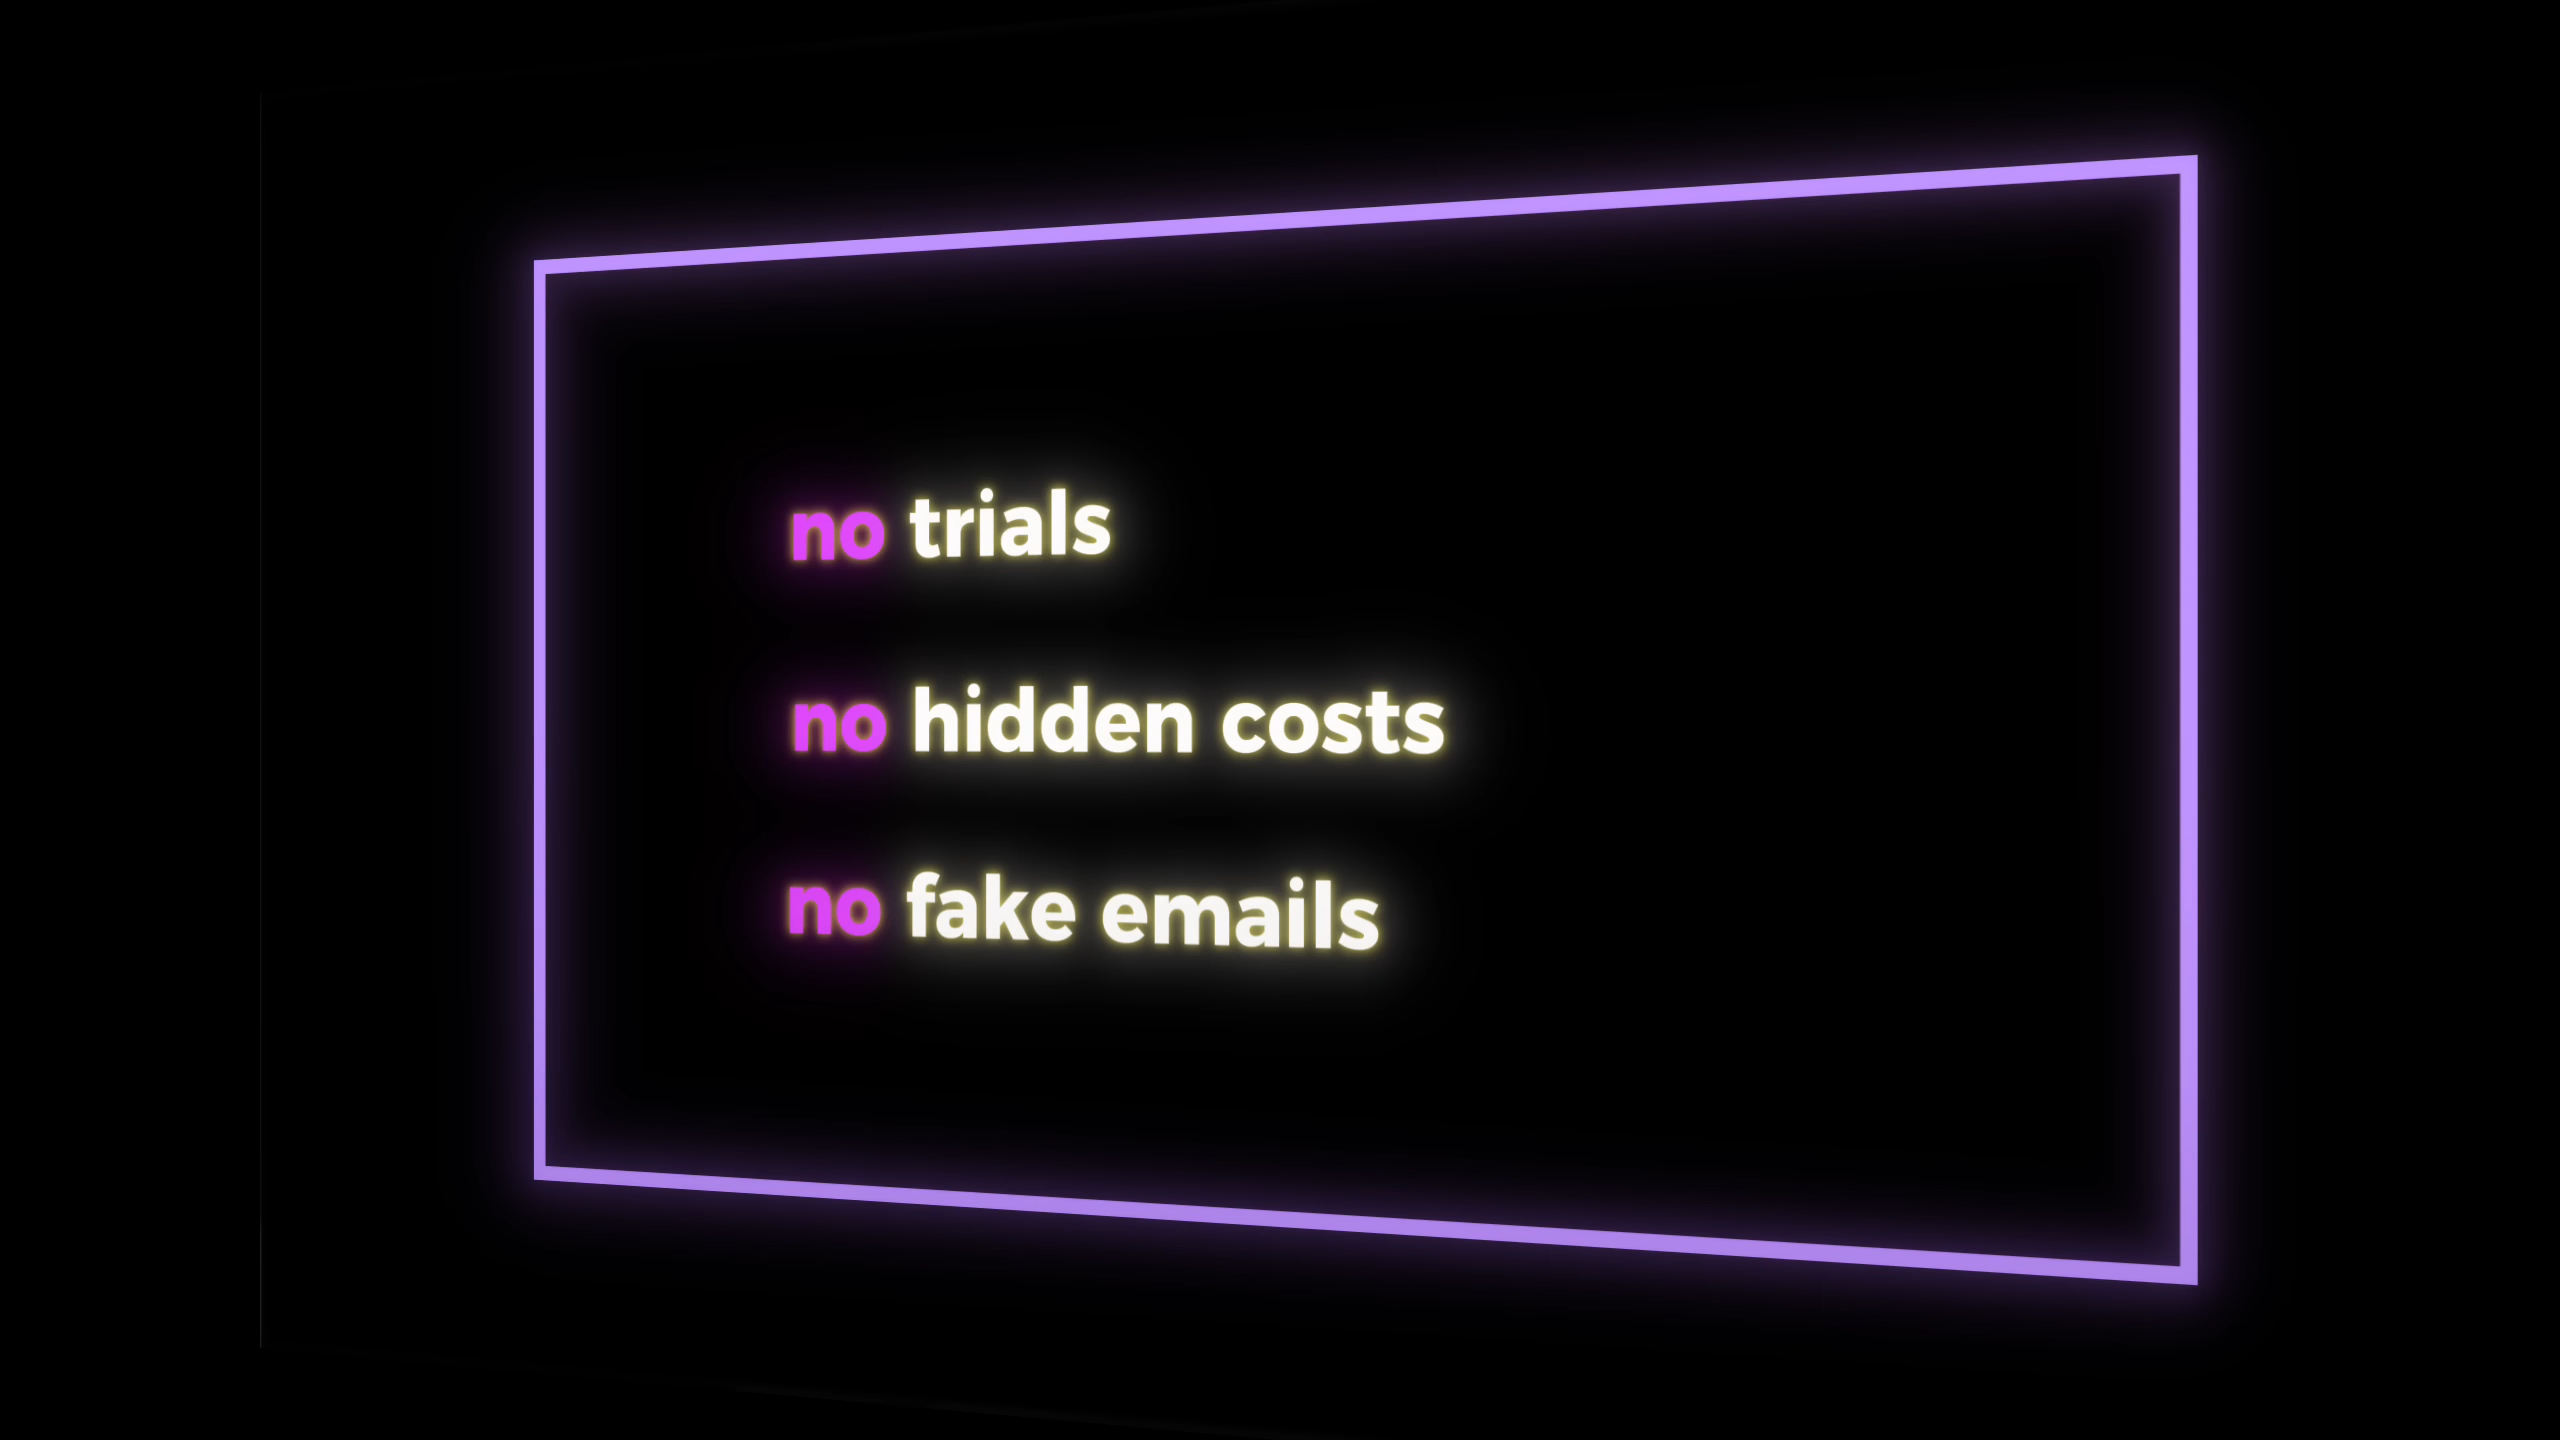 no trials
no hidden costs
no fake emails